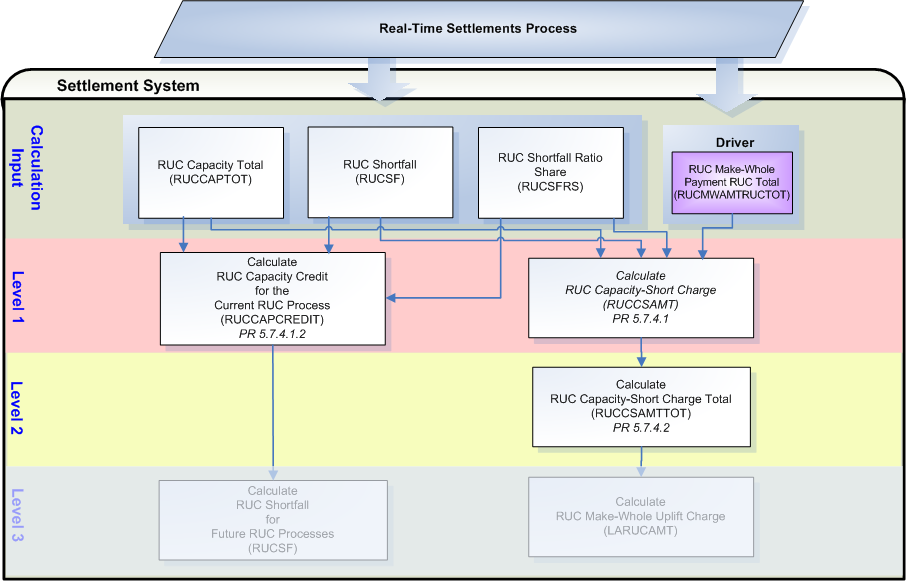 Real-Time Settlements Process
Settlement System
Calculation
Input
RUC Capacity Total
(RUCCAPTOT)
RUC Shortfall
(RUCSF)
RUC Shortfall Ratio
Share
(RUCSFRS)
Driver
RUC Make-Whole
Payment RUC Total
(RUCMWAMTRUCTOT)
Level 1
Calculate
RUC Capacity Credit
for the
Current RUC Process
(RUCCAPCREDIT)
PR 5.7.4.1.2
Calculate
RUC Capacity-Short Charge
(RUCCSAMT)
PR 5.7.4.1
Level 2
Calculate
RUC Capacity-Short Charge Total
(RUCCSAMTTOT)
PR 5.7.4.2
Level 3
Calculate
RUC Shortfall
for
Future RUC Processes
(RUCSF)
Calculate
RUC Make-Whole Uplift Charge
(LARUCAMT)